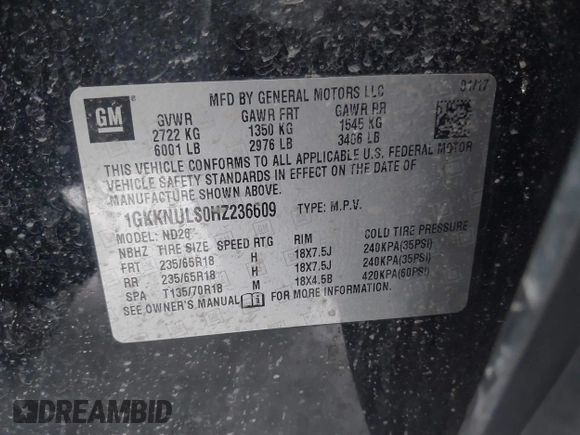 GM
MFD BY GENERAL MOTORS LLC 01/17
GVWR GAWR FRT GAWR RR
2722 KG 1350 KG 1545 KG
6001 LB 2976 LB 3406 LB
THIS VEHICLE CONFORMS TO ALL APPLICABLE U.S. FEDERAL MOTOR
VEHICLE SAFETY STANDARDS IN EFFECT ON THE DATE OF
MANUFACTURE SHOWN ABOVE.
1GKKNULS0HZ236609 TYPE: M.P.V.
MODEL: ND26
NBHZ TIRE SIZE SPEED RTG RIM COLD TIRE PRESSURE
FRT 235/65R18 H 18X7.5J 240KPA(35PSI)
RR 235/65R18 H 18X7.5J 240KPA(35PSI)
SPA T135/70R18 M 18X4.5B 420KPA(60PSI)
SEE OWNER'S MANUAL FOR MORE INFORMATION.
DREAMBID